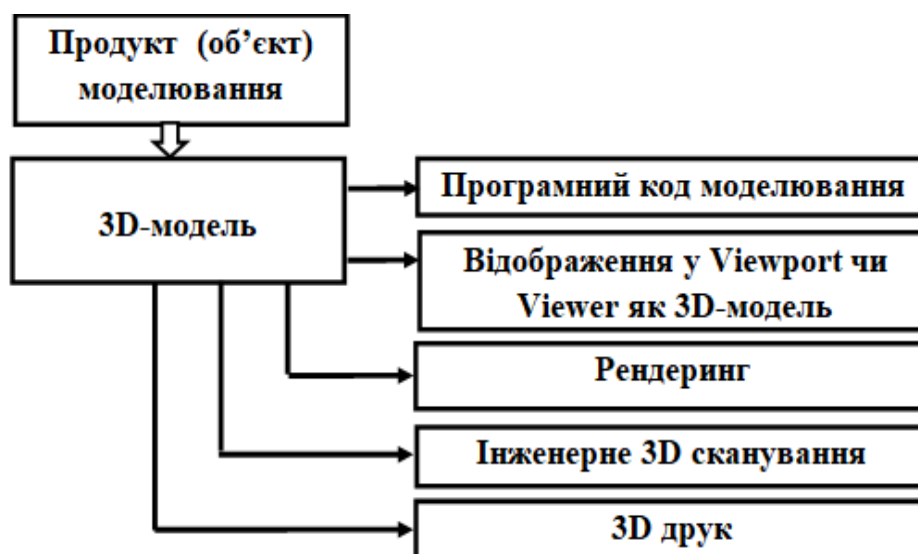 Продукт (об’єкт)
моделювання
3D-модель
Програмний код моделювання
Відображення у Viewport чи
Viewer як 3D-модель
Рендеринг
Інженерне 3D сканування
3D друк